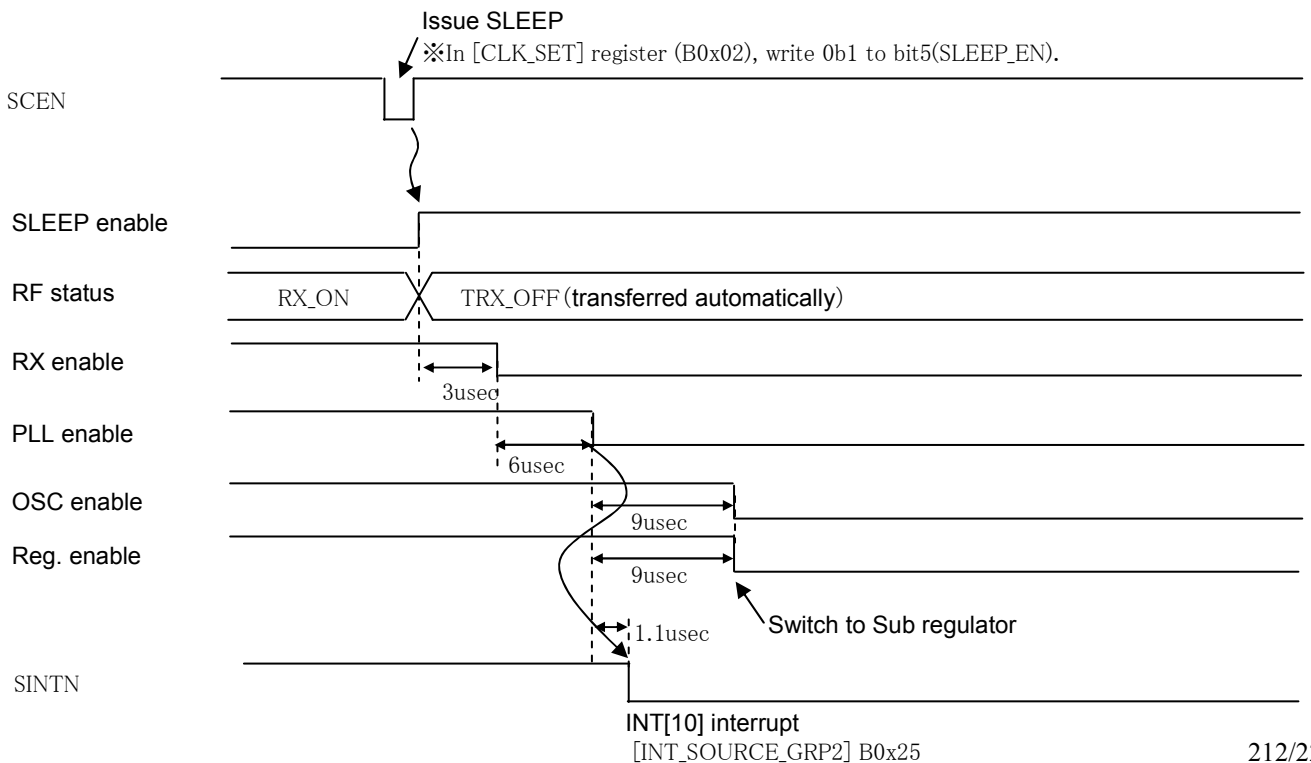 Issue SLEEP
※In [CLK_SET] register (B0x02), write 0b1 to bit5(SLEEP_EN).
SCEN
SLEEP enable
RF status
RX_ON
TRX_OFF(transferred automatically)
RX enable
3usec
PLL enable
6usec
OSC enable
9usec
Reg. enable
9usec
Switch to Sub regulator
1.1usec
SINTN
INT[10] interrupt
[INT_SOURCE_GRP2] B0x25
212/2